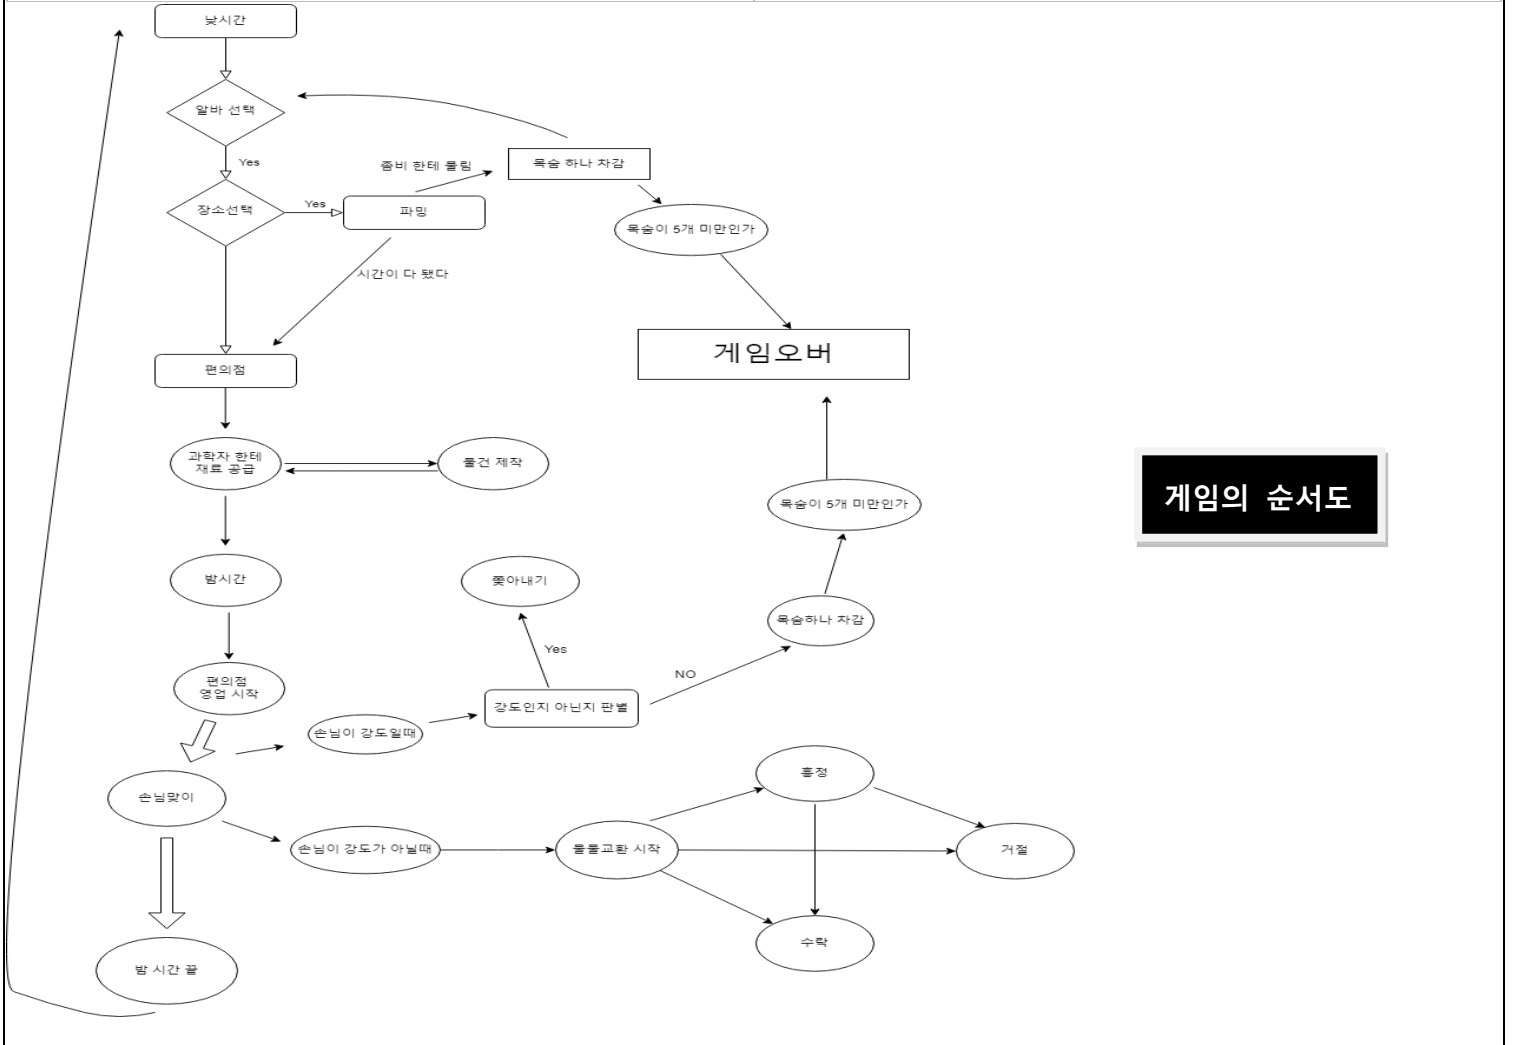 낮시간
알바 선택
Yes
좀비 한테 물림
목숨 하나 차감
장소선택
Yes
파밍
목숨이 5개 미만인가
시간이 다 됐다
게임오버
편의점
과학자 한테
재료 공급
물건 제작
게임의 순서도
목숨이 5개 미만인가
밤시간
쫓아내기
목숨하나 차감
Yes
NO
편의점
영업 시작
강도인지 아닌지 판별
손님이 강도일때
흥정
손님맞이
손님이 강도가 아닐때
물물교환 시작
거절
수락
밤 시간 끝